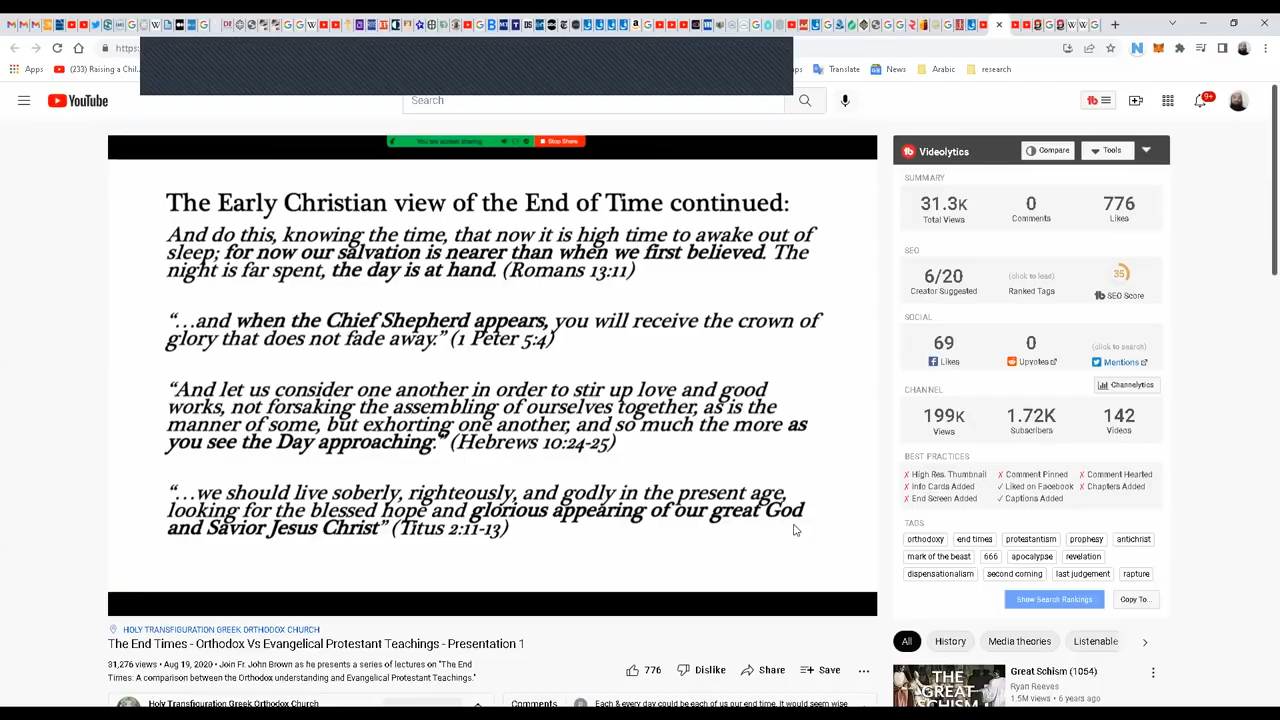 https:
Apps
(233) Raising a Chil...
aps
Translate
News
Arabic
research
YouTube
Search
9+
You are screen sharing
Stop Share
The Early Christian view of the End of Time continued:
And do this, knowing the time, that now it is high time to awake out of
sleep; for now our salvation is nearer than when we first believed. The
night is far spent, the day is at hand. (Romans 13:11)
“…and when the Chief Shepherd appears, you will receive the crown of
glory that does not fade away.” (1 Peter 5:4)
“And let us consider one another in order to stir up love and good
works, not forsaking the assembling of ourselves together, as is the
manner of some, but exhorting one another, and so much the more as
you see the Day approaching.” (Hebrews 10:24-25)
“…we should live soberly, righteously, and godly in the present age,
looking for the blessed hope and glorious appearing of our great God
and Savior Jesus Christ” (Titus 2:11-13)
HOLY TRANSFIGURATION GREEK ORTHODOX CHURCH
The End Times - Orthodox Vs Evangelical Protestant Teachings - Presentation 1
31,276 views • Aug 19, 2020 • Join Fr. John Brown as he presents a series of lectures on "The End
Times: A comparison between the Orthodox understanding and Evangelical Protestant Teachings."
776
Dislike
Share
Save
Holy Transfiguration Greek Orthodox Church
Comments
Each & every day could be each of us our end time. It would seem wise
Videolytics
Compare
Tools
SUMMARY
31.3K 0 776
Total Views Comments Likes
SEO
6/20 (click to load) 35
Creator Suggested Ranked Tags tb SEO Score
SOCIAL
69 0 (click to search)
Likes Upvotes Mentions
CHANNEL
Channelytics
199K 1.72K 142
Views Subscribers Videos
BEST PRACTICES
✗ High Res. Thumbnail ✗ Comment Pinned ✗ Comment Hearted
✗ Info Cards Added ✓ Liked on Facebook ✗ Chapters Added
✗ End Screen Added ✓ Captions Added
TAGS
orthodoxy end times protestantism prophesy antichrist
mark of the beast 666 apocalypse revelation
dispensationalism second coming last judgement rapture
Show Search Rankings
Copy To...
All History Media theories Listenable
THE GREAT SCHISM
Great Schism (1054)
Ryan Reeves
1.5M views • 6 years ago